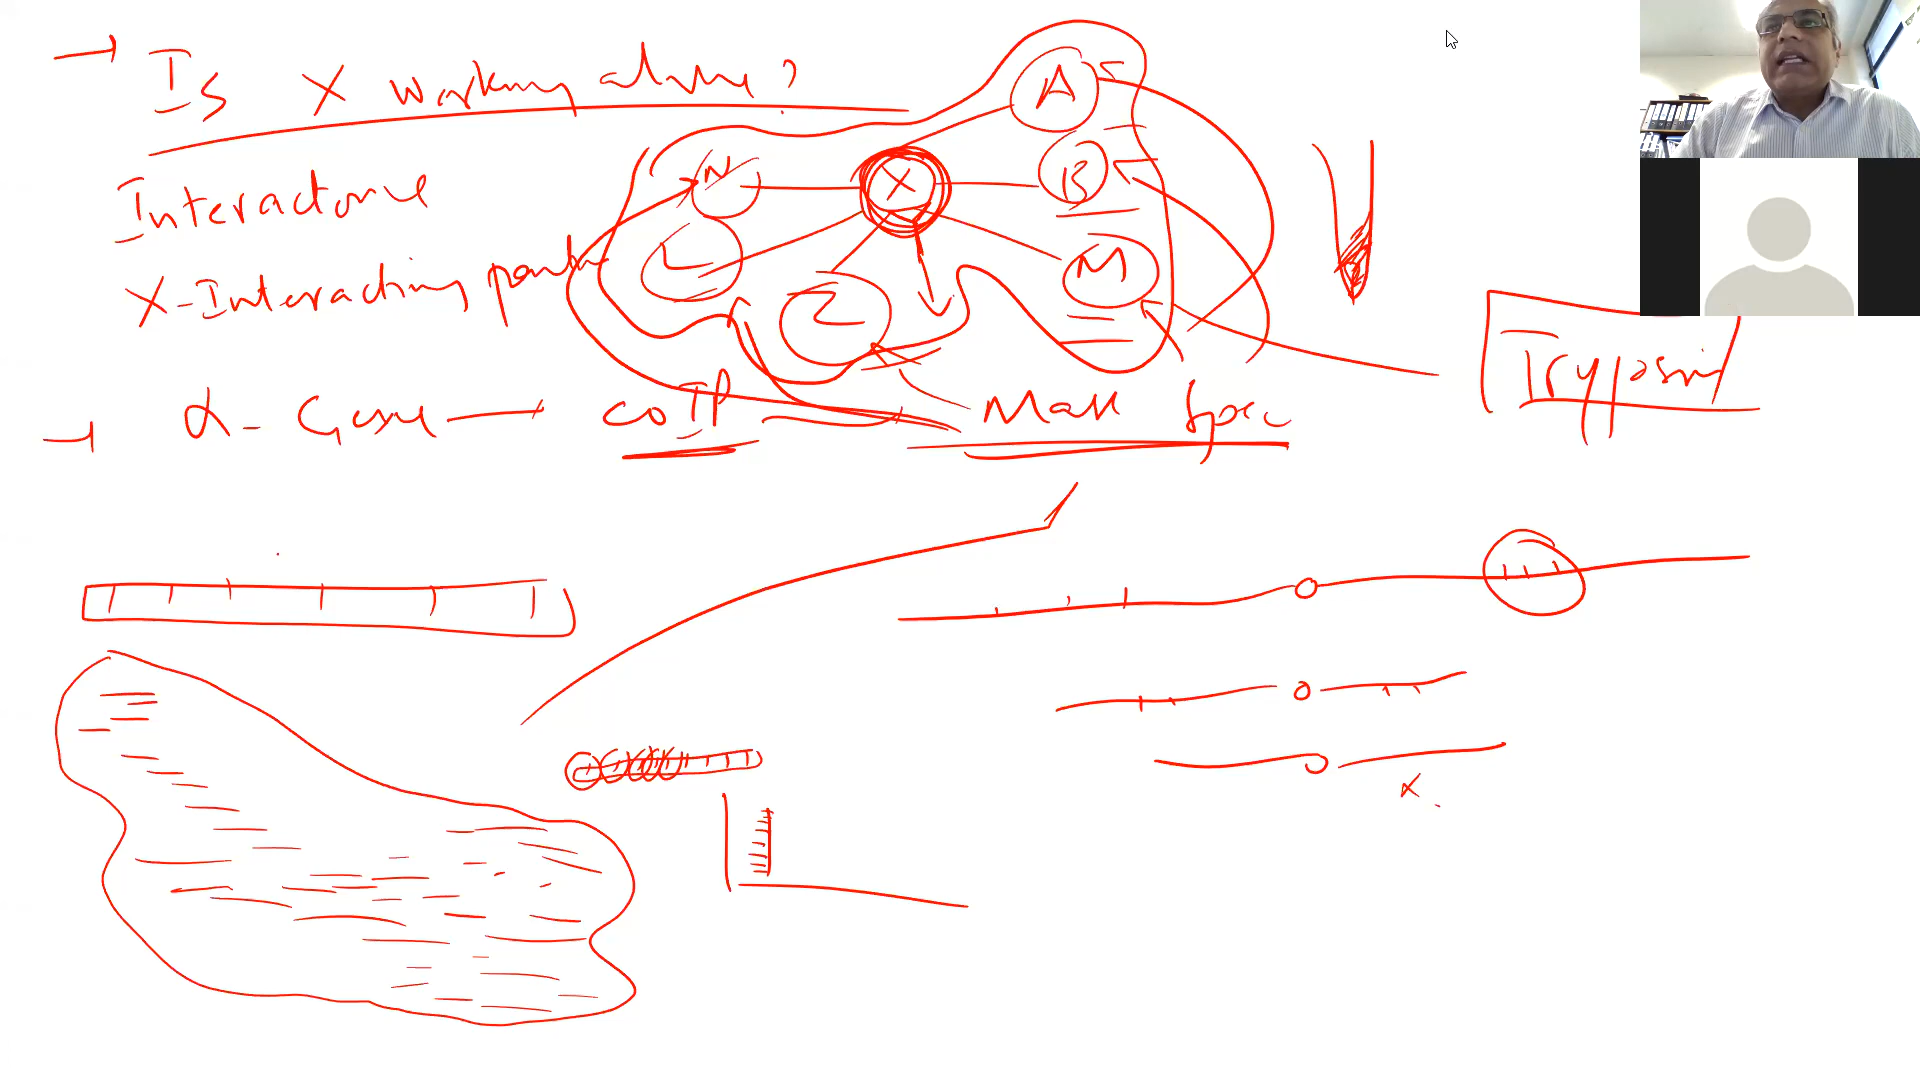 Is X working alone?
A
N X B
Interactome
L M
X-Interacting partner
Z
Trypsin
α- Gene coIP Mass Spec
α